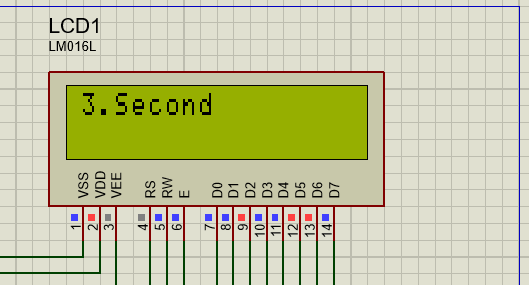 LCD1
LM016L
3.Second
VSS VDD VEE RS RW E D0 D1 D2 D3 D4 D5 D6 D7
1 2 3 4 5 6 7 8 9 10 11 12 13 14